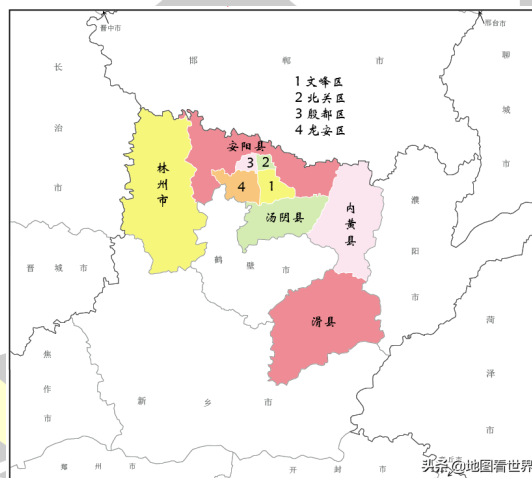 晋中市
邢台市
邯郸市
聊城市
长治市
1 文峰区
2 北关区
3 殷都区
4 龙安区
安阳县
3 2
4 1
林州市
汤阴县
内黄县
濮阳市
鹤壁市
晋城市
滑县
菏泽市
焦作市
新乡市
郑州市
开封市
头条@地图看世界